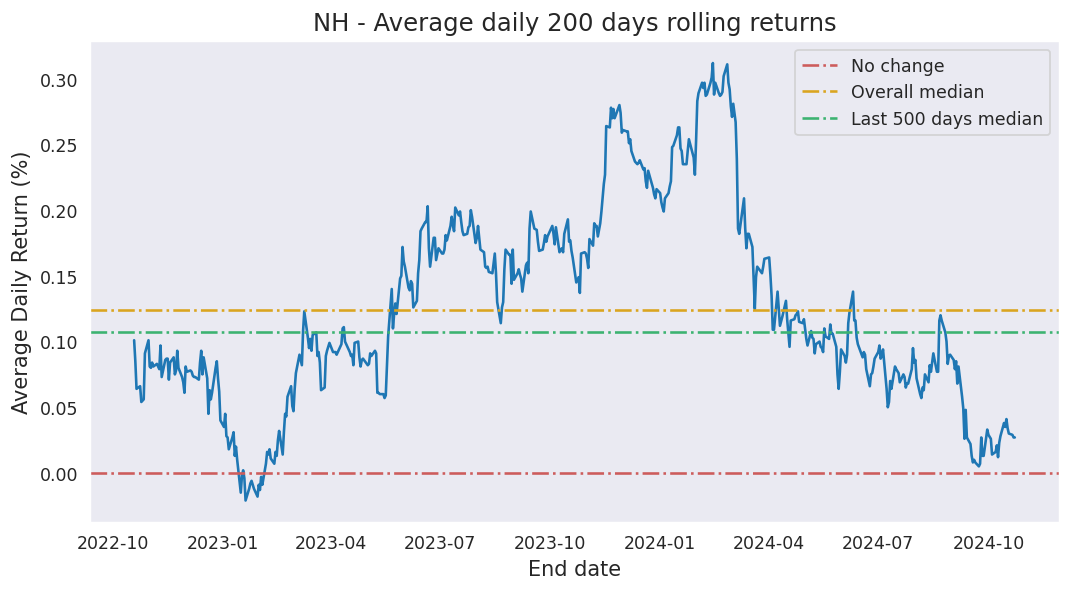 NH - Average daily 200 days rolling returns
No change
Overall median
Last 500 days median
Average Daily Return (%)
0.30
0.25
0.20
0.15
0.10
0.05
0.00
2022-10 2023-01 2023-04 2023-07 2023-10 2024-01 2024-04 2024-07 2024-10
End date